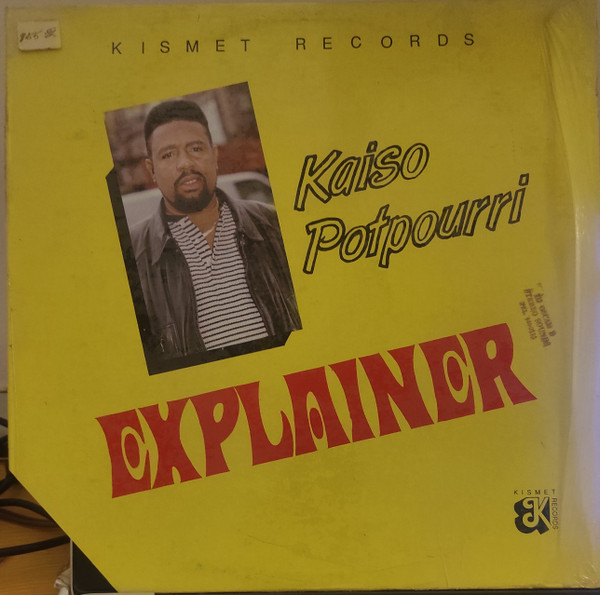 KISMET RECORDS
Kaiso
Potpourri
EXPLAINER
KISMET
RECORDS
K